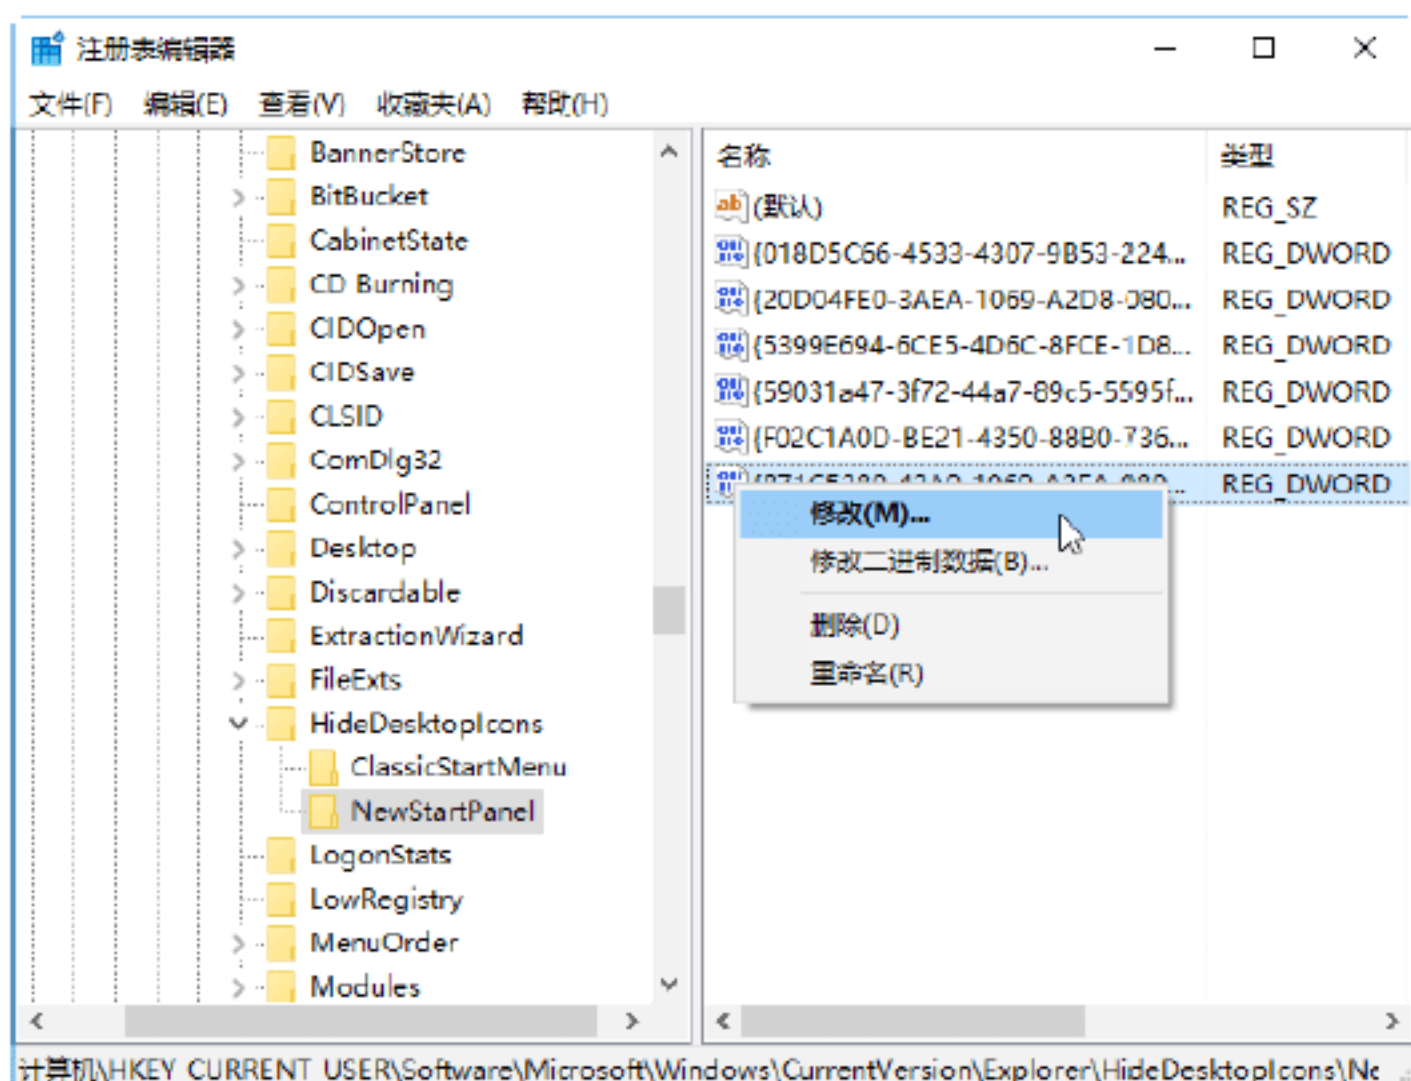 注册表编辑器
文件(F) 编辑(E) 查看(V) 收藏夹(A) 帮助(H)
BannerStore
BitBucket
CabinetState
CD Burning
CIDOpen
CIDSave
CLSID
ComDlg32
ControlPanel
Desktop
Discardable
ExtractionWizard
FileExts
HideDesktopIcons
ClassicStartMenu
NewStartPanel
LogonStats
LowRegistry
MenuOrder
Modules
名称 类型
(默认) REG_SZ
{018D5C66-4533-4307-9B53-224... REG_DWORD
{20D04FE0-3AEA-1069-A2D8-080... REG_DWORD
{5399E694-6CE5-4D6C-8FCE-1D8... REG_DWORD
{59031a47-3f72-44a7-89c5-5595f... REG_DWORD
{F02C1A0D-BE21-4350-88B0-736... REG_DWORD
REG_DWORD
修改(M)...
修改二进制数据(B)...
删除(D)
重命名(R)
计算机\HKEY_CURRENT_USER\Software\Microsoft\Windows\CurrentVersion\Explorer\HideDesktopIcons\Ne